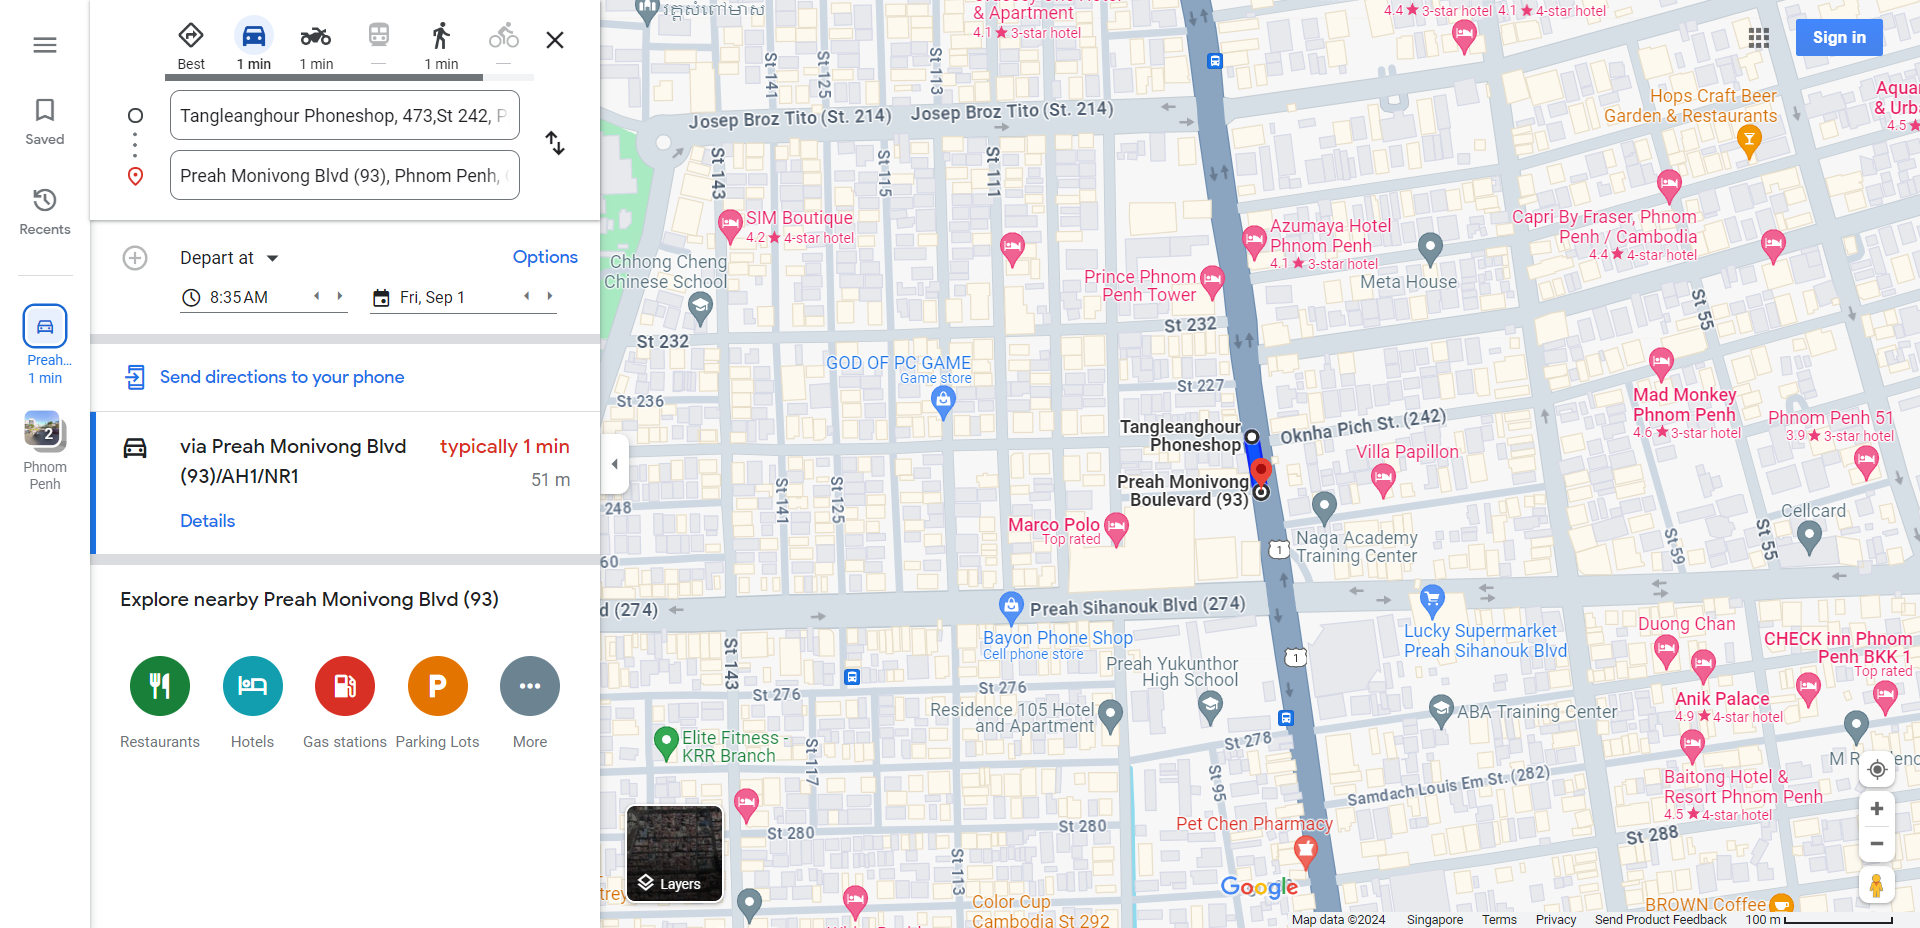 Best
1 min
1 min
—
1 min
—
Tangleanghour Phoneshop, 473,St 242, P
Preah Monivong Blvd (93), Phnom Penh,
Saved
Recents
Preah...
1 min
2
Phnom
Penh
Depart at
Options
8:35 AM
Fri, Sep 1
Send directions to your phone
via Preah Monivong Blvd
(93)/AH1/NR1
typically 1 min
51 m
Details
Explore nearby Preah Monivong Blvd (93)
Restaurants
Hotels
Gas stations
P
Parking Lots
More
Sign in
វត្តសំពៅមាស
& Apartment
4.1 ★ 3-star hotel
4.4 ★ 3-star hotel
4.1 ★ 4-star hotel
St 141
St 125
St 113
Josep Broz Tito (St. 214)
Josep Broz Tito (St. 214)
Hops Craft Beer
Garden & Restaurants
Aqua
& Urb
4.5 ★
St 143
St 115
St 111
SIM Boutique
4.2 ★ 4-star hotel
Chhong Cheng
Chinese School
Azumaya Hotel
Phnom Penh
4.1 ★ 3-star hotel
Meta House
Capri By Fraser, Phnom
Penh / Cambodia
4.4 ★ 4-star hotel
Prince Phnom
Penh Tower
St 232
St 232
St 55
GOD OF PC GAME
Game store
St 227
St 236
Mad Monkey
Phnom Penh
4.6 ★ 3-star hotel
Phnom Penh 51
3.9 ★ 3-star hotel
Tangleanghour
Phoneshop
Oknha Pich St. (242)
Villa Papillon
Preah Monivong
Boulevard (93)
St 141
St 125
248
Marco Polo
Top rated
Naga Academy
Training Center
1
Cellcard
St 59
St 55
60
d (274)
Preah Sihanouk Blvd (274)
Bayon Phone Shop
Cell phone store
Lucky Supermarket
Preah Sihanouk Blvd
Duong Chan
CHECK inn Phnom
Penh BKK 1
Top rated
St 143
Preah Yukunthor
High School
1
St 276
St 276
Residence 105 Hotel
and Apartment
Anik Palace
4.9 ★ 4-star hotel
ABA Training Center
Elite Fitness -
KRR Branch
St 117
St 278
St 95
Samdach Louis Em St. (282)
Baitong Hotel &
Resort Phnom Penh
4.5 ★ 4-star hotel
St 280
St 280
Pet Chen Pharmacy
St 288
St 113
Layers
Color Cup
Cambodia St 292
Google
BROWN Coffee
Map data ©2024
Singapore
Terms
Privacy
Send Product Feedback
100 m